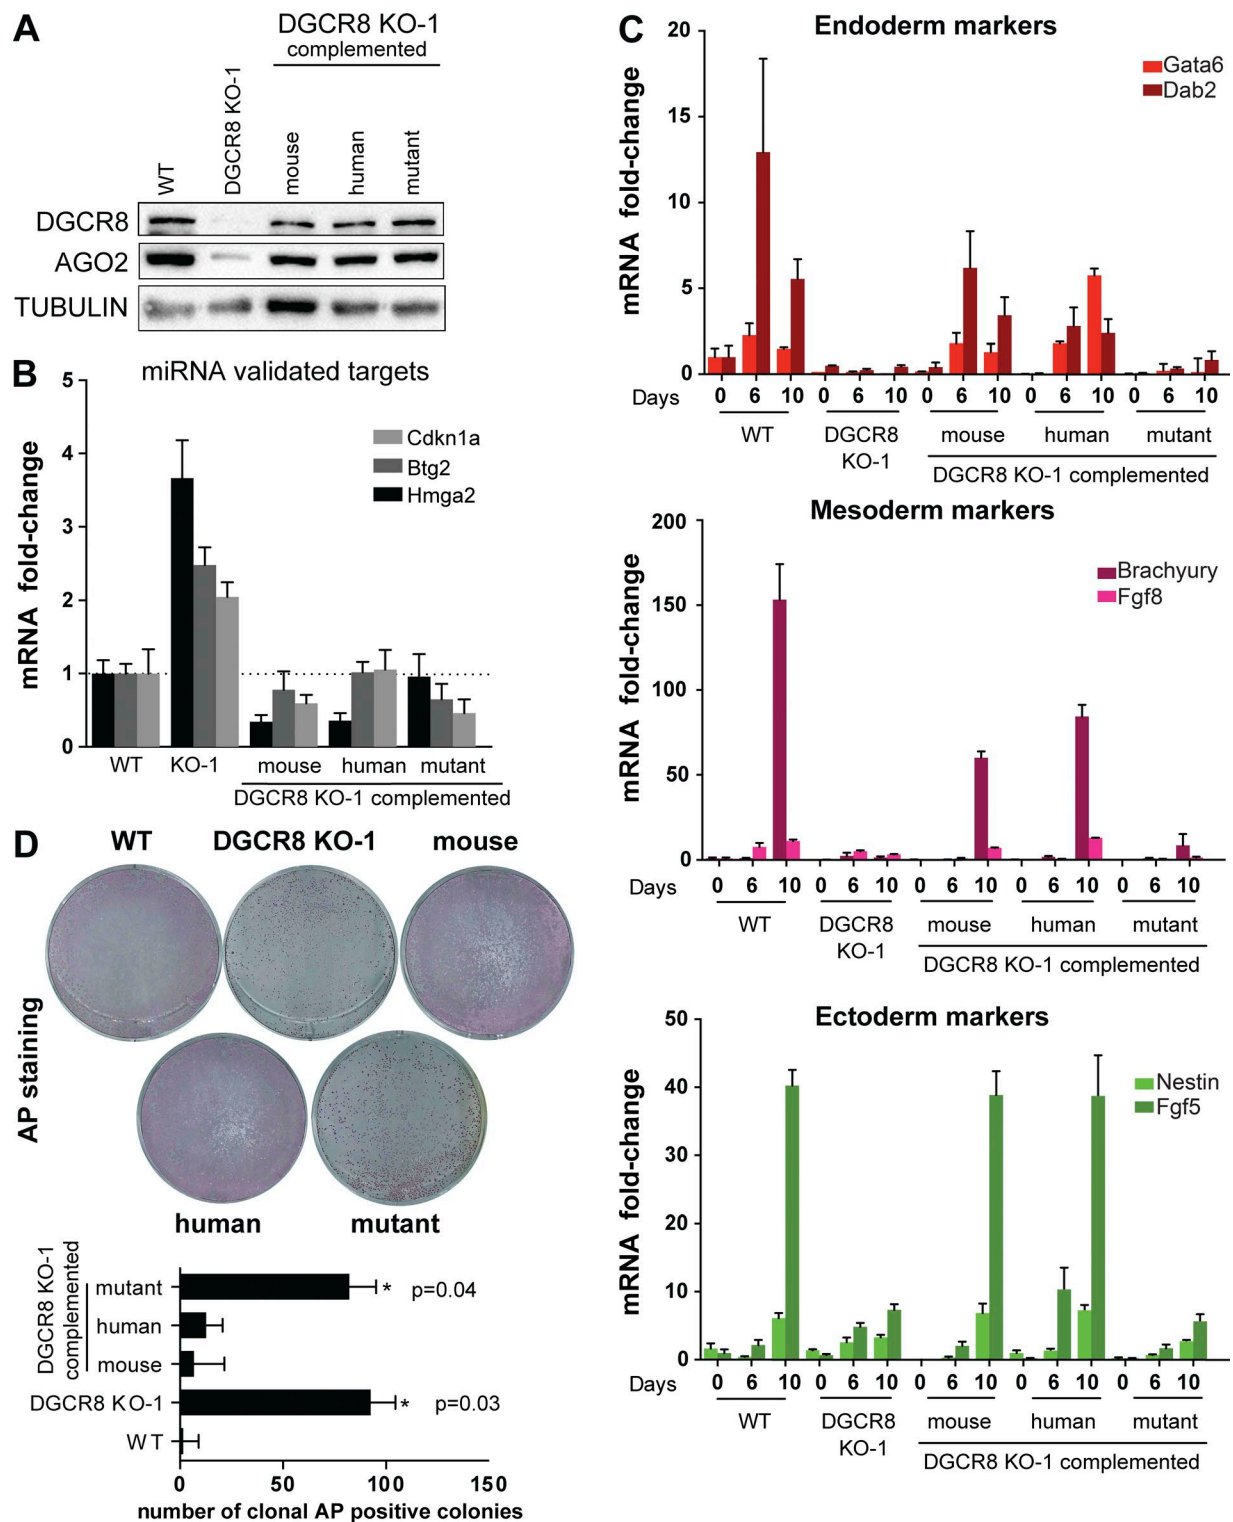 A
DGCR8 KO-1
complemented
WT
DGCR8 KO-1
mouse
human
mutant
DGCR8
AGO2
TUBULIN
B
miRNA validated targets
mRNA fold-change
5
4
3
2
1
0
Cdkn1a
Btg2
Hmga2
WT
KO-1
mouse
human
mutant
DGCR8 KO-1 complemented
C
Endoderm markers
mRNA fold-change
20
15
10
5
0
Gata6
Dab2
Days
0 6 10 0 6 10 0 6 10 0 6 10 0 6 10
WT
DGCR8
KO-1
mouse
human
mutant
DGCR8 KO-1 complemented
Mesoderm markers
mRNA fold-change
200
150
100
50
0
Brachyury
Fgf8
Days
0 6 10 0 6 10 0 6 10 0 6 10 0 6 10
WT
DGCR8
KO-1
mouse
human
mutant
DGCR8 KO-1 complemented
Ectoderm markers
mRNA fold-change
50
40
30
20
10
0
Nestin
Fgf5
Days
0 6 10 0 6 10 0 6 10 0 6 10 0 6 10
WT
DGCR8
KO-1
mouse
human
mutant
DGCR8 KO-1 complemented
D
WT
DGCR8 KO-1
mouse
AP staining
human
mutant
DGCR8 KO-1
complemented
mutant
* p=0.04
human
mouse
DGCR8 KO-1
* p=0.03
WT
0 50 100 150
number of clonal AP positive colonies